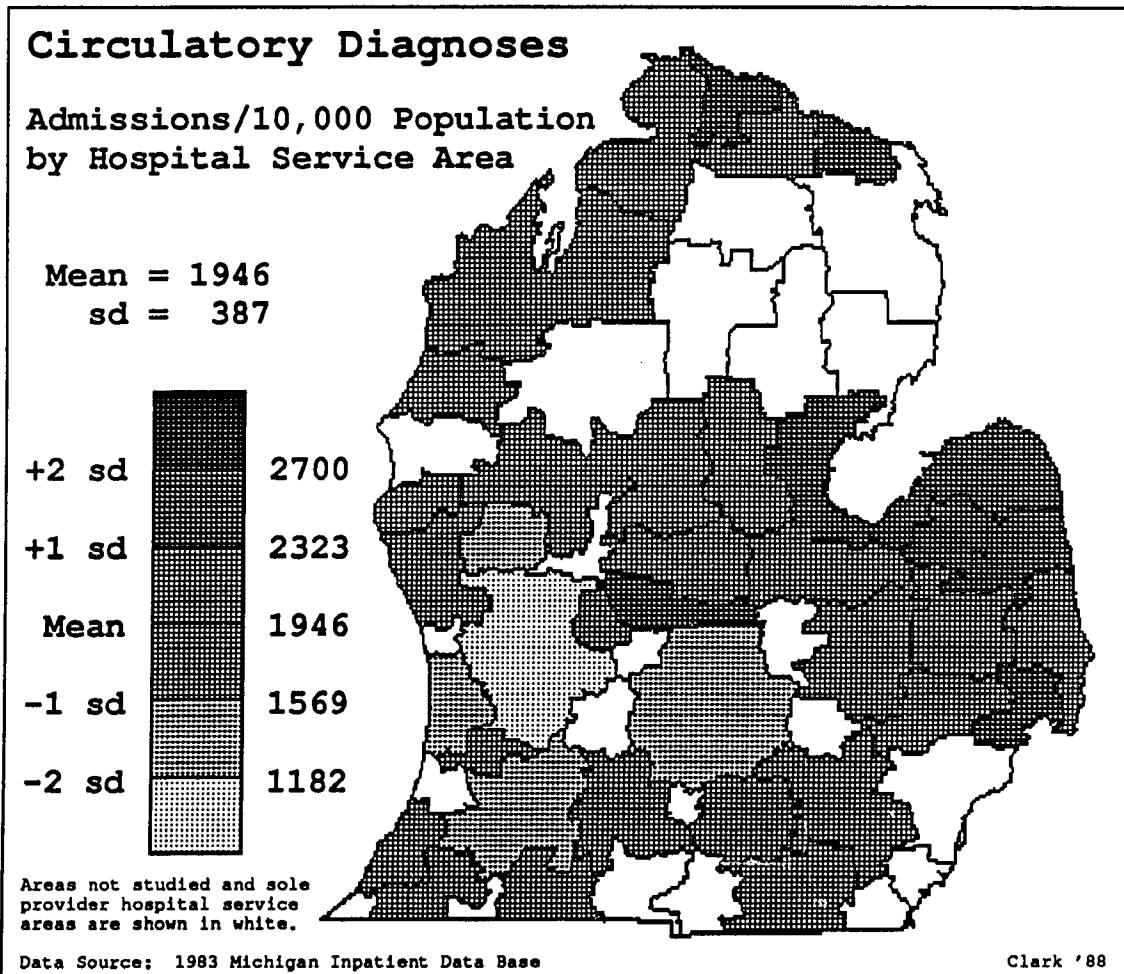 Circulatory Diagnoses
Admissions/10,000 Population
by Hospital Service Area
Mean = 1946
sd = 387
+2 sd 2700
+1 sd 2323
Mean 1946
-1 sd 1569
-2 sd 1182
Areas not studied and sole
provider hospital service
areas are shown in white.
Data Source: 1983 Michigan Inpatient Data Base
Clark '88